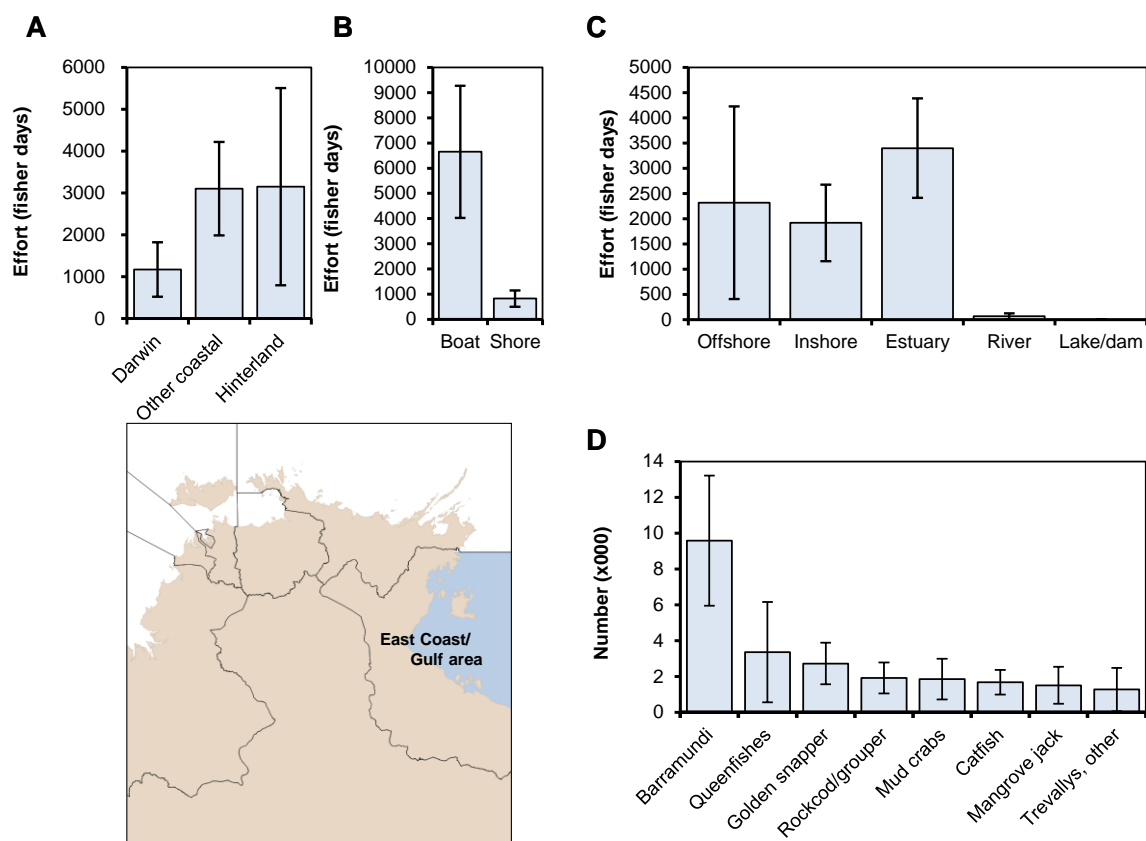 A
Effort (fisher days)
6000
5000
4000
3000
2000
1000
0
Darwin
Other coastal
Hinterland
B
Effort (fisher days)
10000
9000
8000
7000
6000
5000
4000
3000
2000
1000
0
Boat
Shore
C
Effort (fisher days)
5000
4500
4000
3500
3000
2500
2000
1500
1000
500
0
Offshore
Inshore
Estuary
River
Lake/dam
East Coast/
Gulf area
D
Number (x000)
14
12
10
8
6
4
2
0
Barramundi
Queenfishes
Golden snapper
Rockcod/grouper
Mud crabs
Catfish
Mangrove jack
Trevallys, other